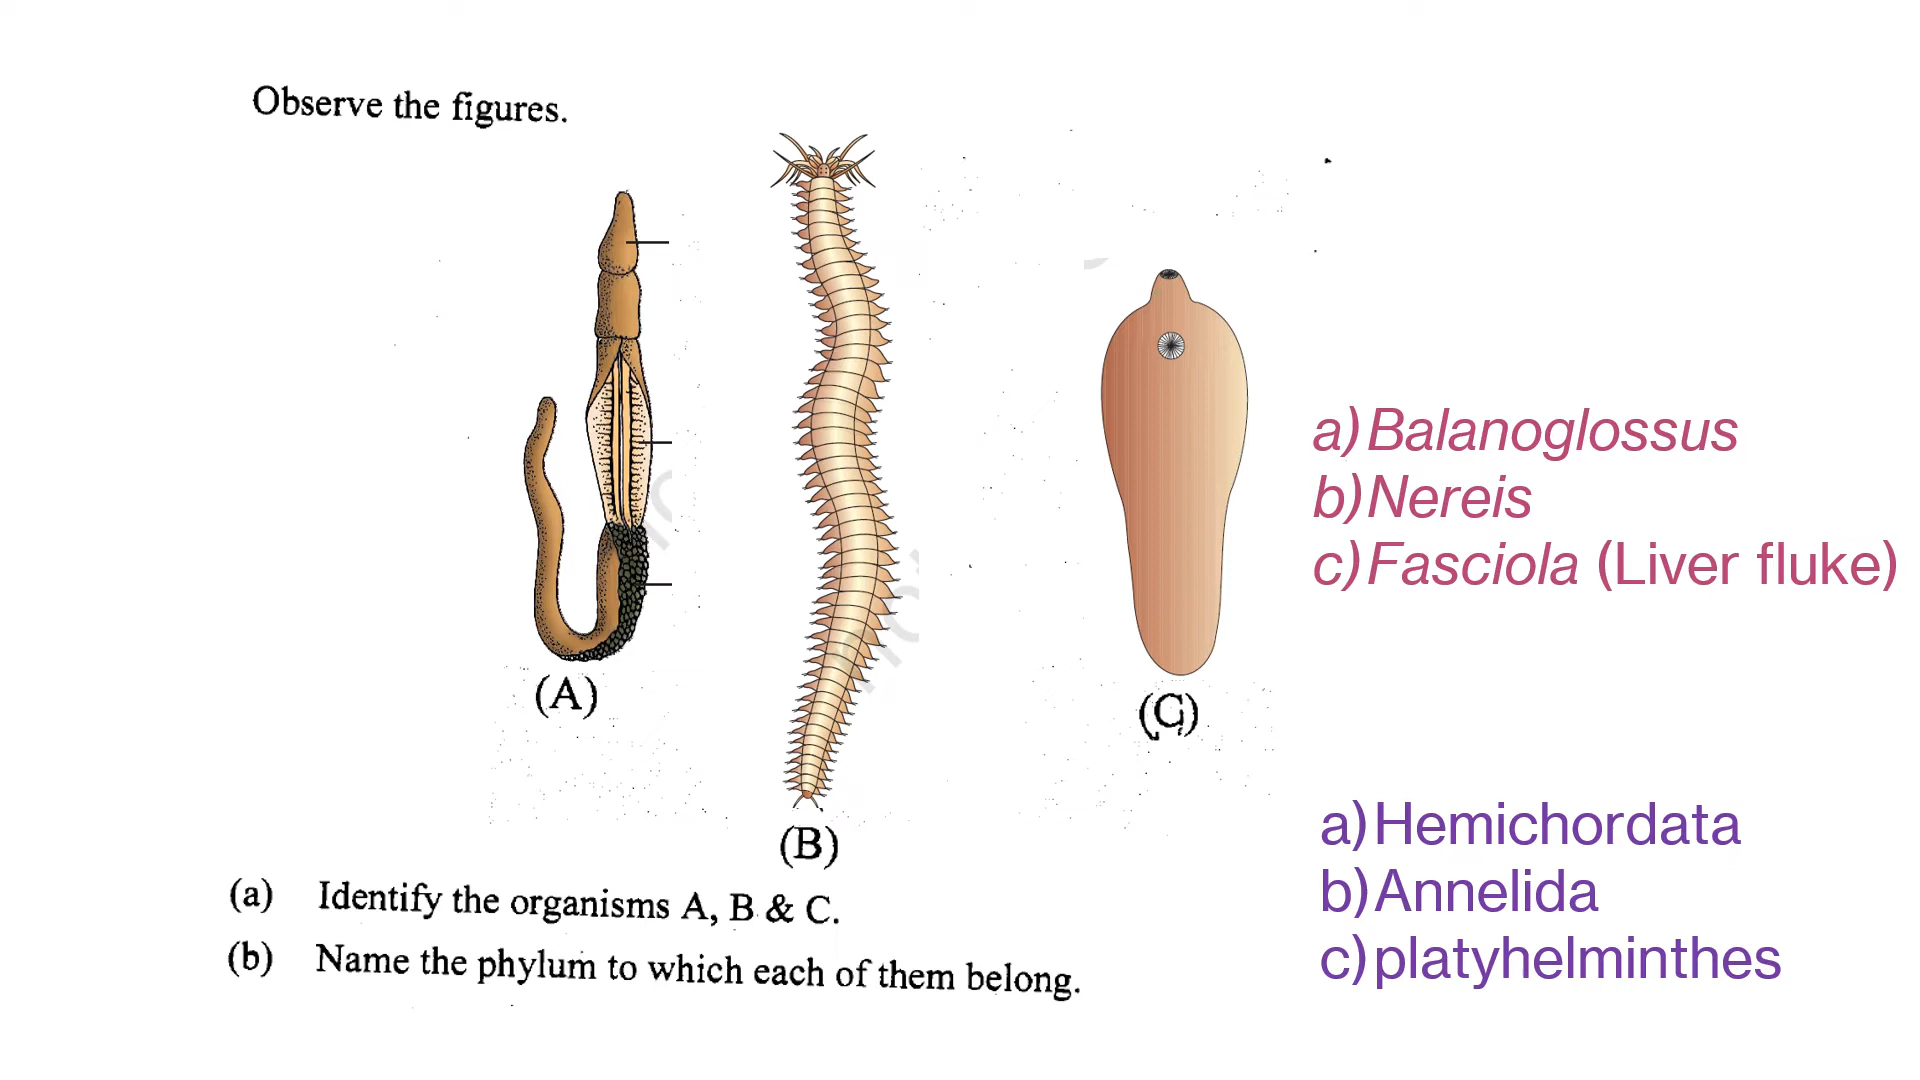 Observe the figures.
(A)
(B)
(C)
a) Balanoglossus
b) Nereis
c) Fasciola (Liver fluke)
a) Hemichordata
b) Annelida
c) platyhelminthes
(a) Identify the organisms A, B & C.
(b) Name the phylum to which each of them belong.